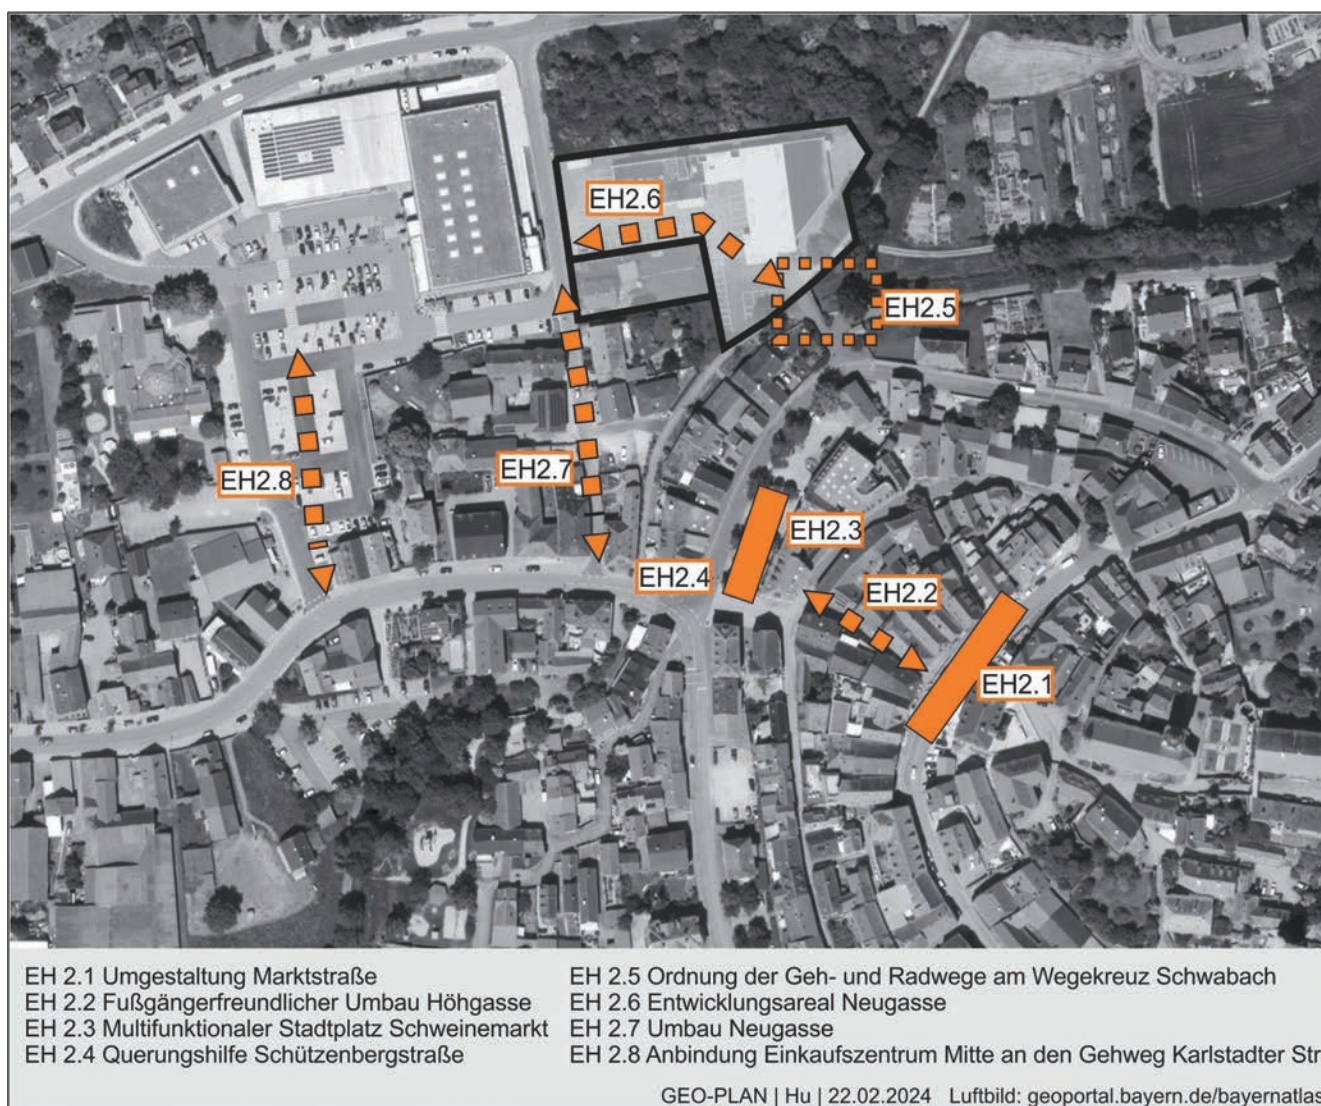 EH2.6
EH2.5
EH2.8
EH2.7
EH2.3
EH2.4
EH2.2
EH2.1
EH 2.1 Umgestaltung Marktstraße
EH 2.2 Fußgängerfreundlicher Umbau Höhgasse
EH 2.3 Multifunktionaler Stadtplatz Schweinemarkt
EH 2.4 Querungshilfe Schützenbergstraße
EH 2.5 Ordnung der Geh- und Radwege am Wegekreuz Schwabach
EH 2.6 Entwicklungsareal Neugasse
EH 2.7 Umbau Neugasse
EH 2.8 Anbindung Einkaufszentrum Mitte an den Gehweg Karlstadter Str
GEO-PLAN | Hu | 22.02.2024 Luftbild: geoportal.bayern.de/bayernatlas